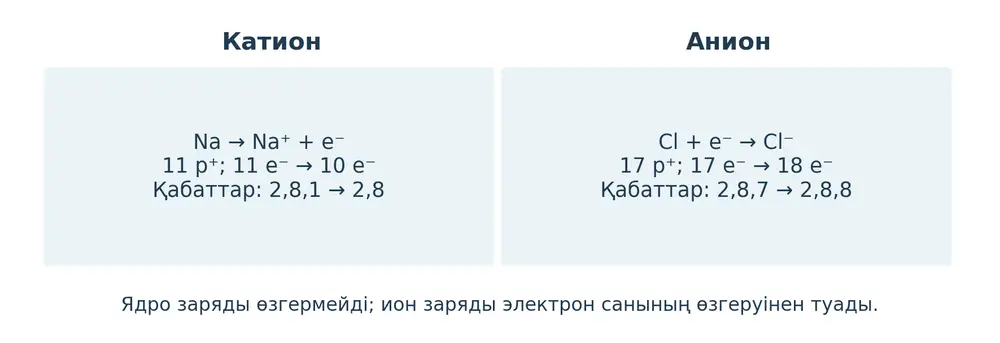 Катион
Na → Na⁺ + e⁻
11 p⁺; 11 e⁻ → 10 e⁻
Қабаттар: 2,8,1 → 2,8
Анион
Cl + e⁻ → Cl⁻
17 p⁺; 17 e⁻ → 18 e⁻
Қабаттар: 2,8,7 → 2,8,8
Ядро заряды өзгермейді; ион заряды электрон санының өзгеруінен туады.